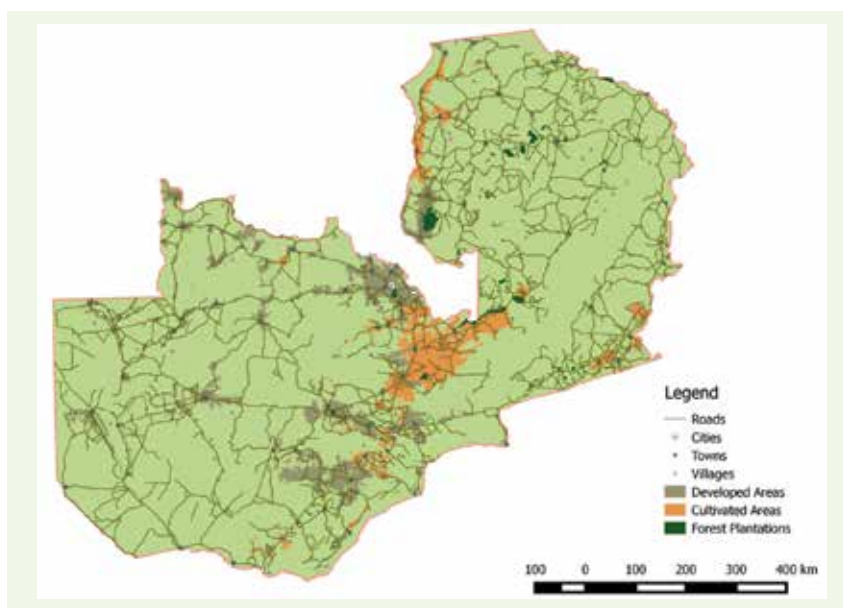 Legend
Roads
Cities
Towns
Villages
Developed Areas
Cultivated Areas
Forest Plantations
100 0 100 200 300 400 km